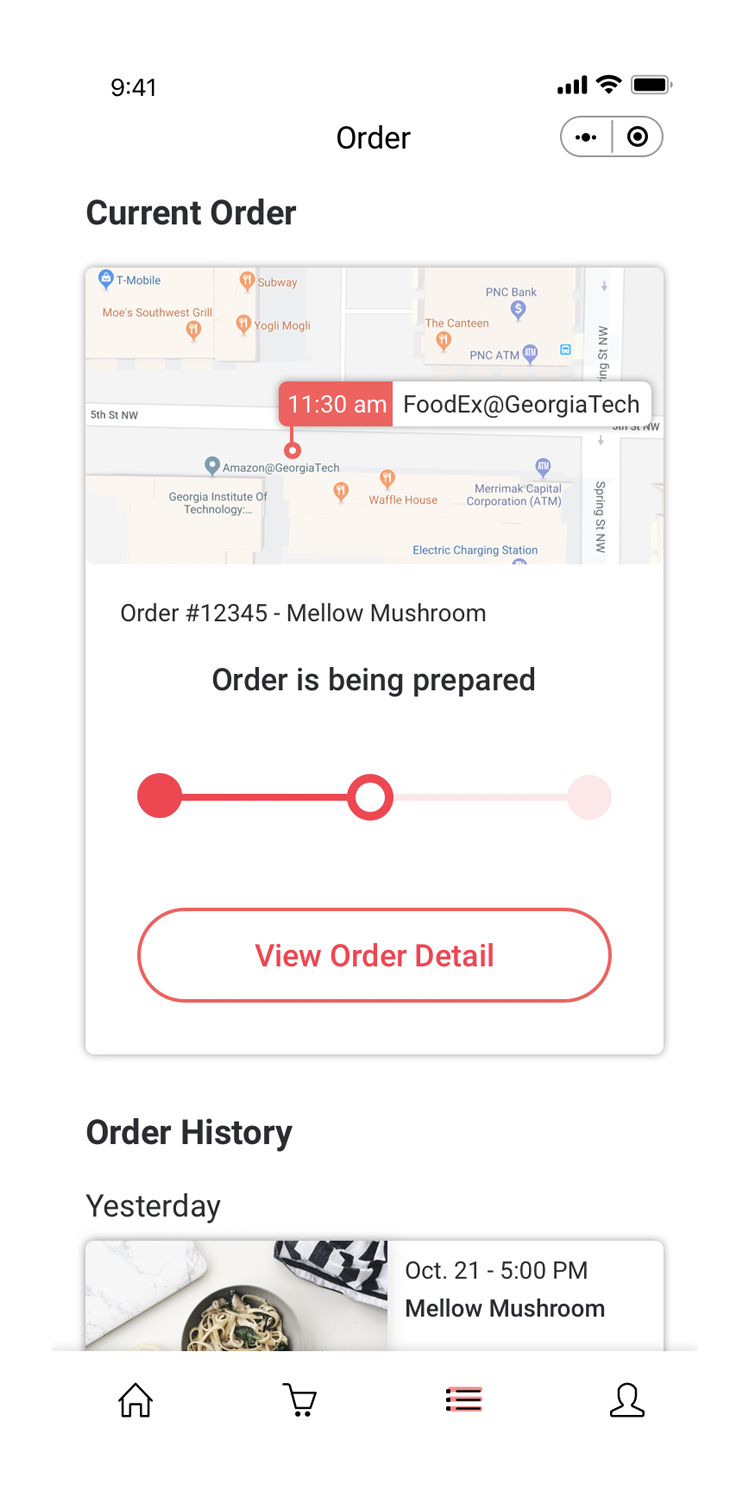 9:41
Order
Current Order
T-Mobile
Subway
PNC Bank
Moe's Southwest Grill
Yogli Mogli
The Canteen
PNC ATM
ATM
ing St NW
11:30 am FoodEx@GeorgiaTech
5th St NW
5th St NW
Amazon@GeorgiaTech
ATM
Georgia Institute Of
Technology:...
Waffle House
Merrimak Capital
Corporation (ATM)
Spring St NW
Electric Charging Station
Order #12345 - Mellow Mushroom
Order is being prepared
View Order Detail
Order History
Yesterday
Oct. 21 - 5:00 PM
Mellow Mushroom